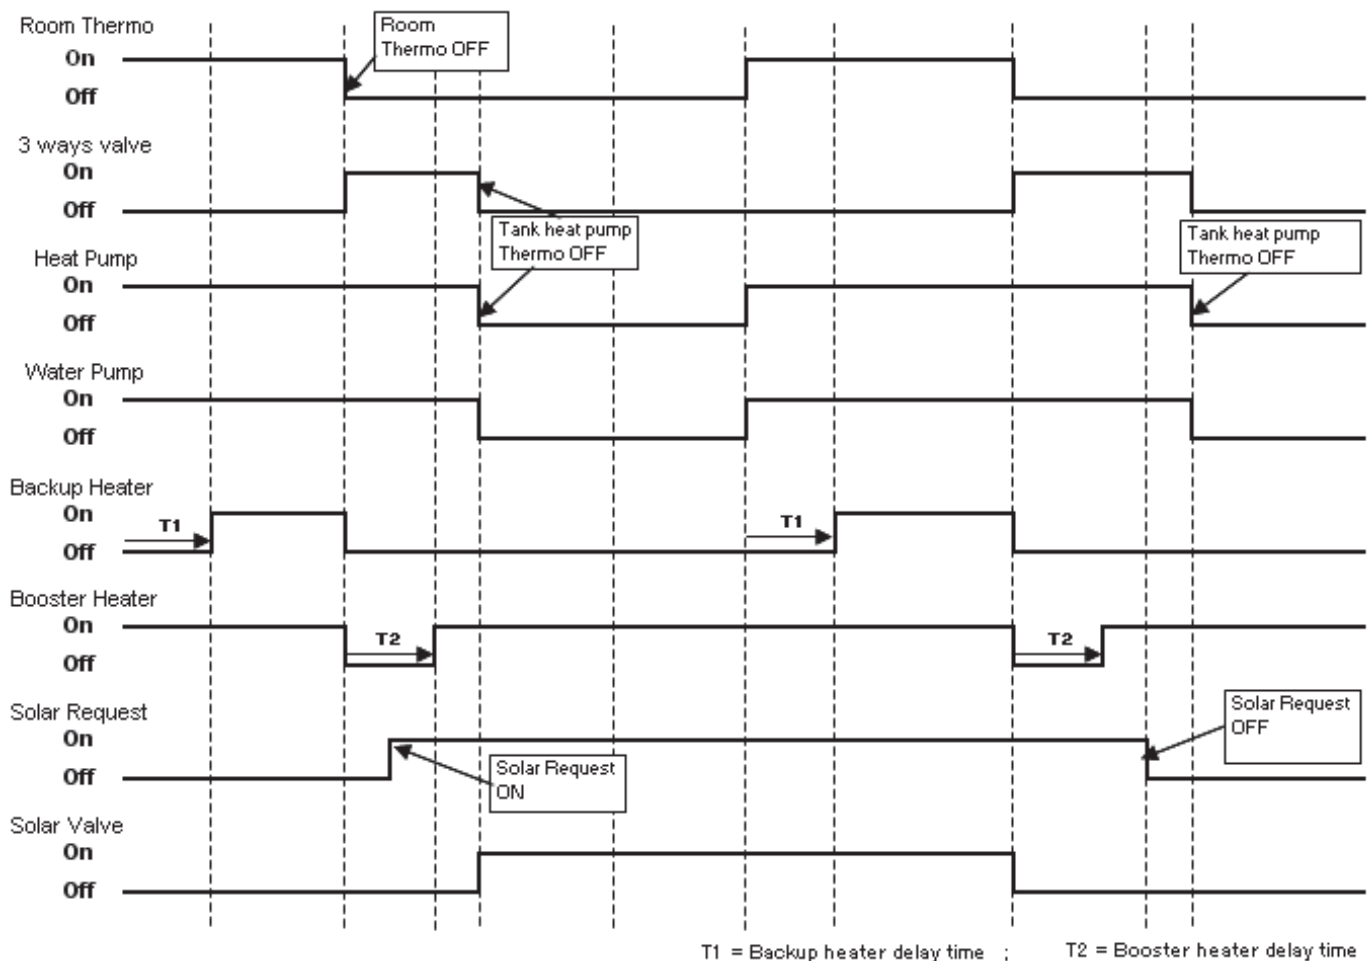 Room Thermo
On
Off
Room
Thermo OFF
3 ways valve
On
Off
Tank heat pump
Thermo OFF
Tank heat pump
Thermo OFF
Heat Pump
On
Off
Water Pump
On
Off
Backup Heater
On
Off
T1
T1
Booster Heater
On
Off
T2
T2
Solar Request
On
Off
Solar Request
ON
Solar Request
OFF
Solar Valve
On
Off
T1 = Backup heater delay time ; T2 = Booster heater delay time